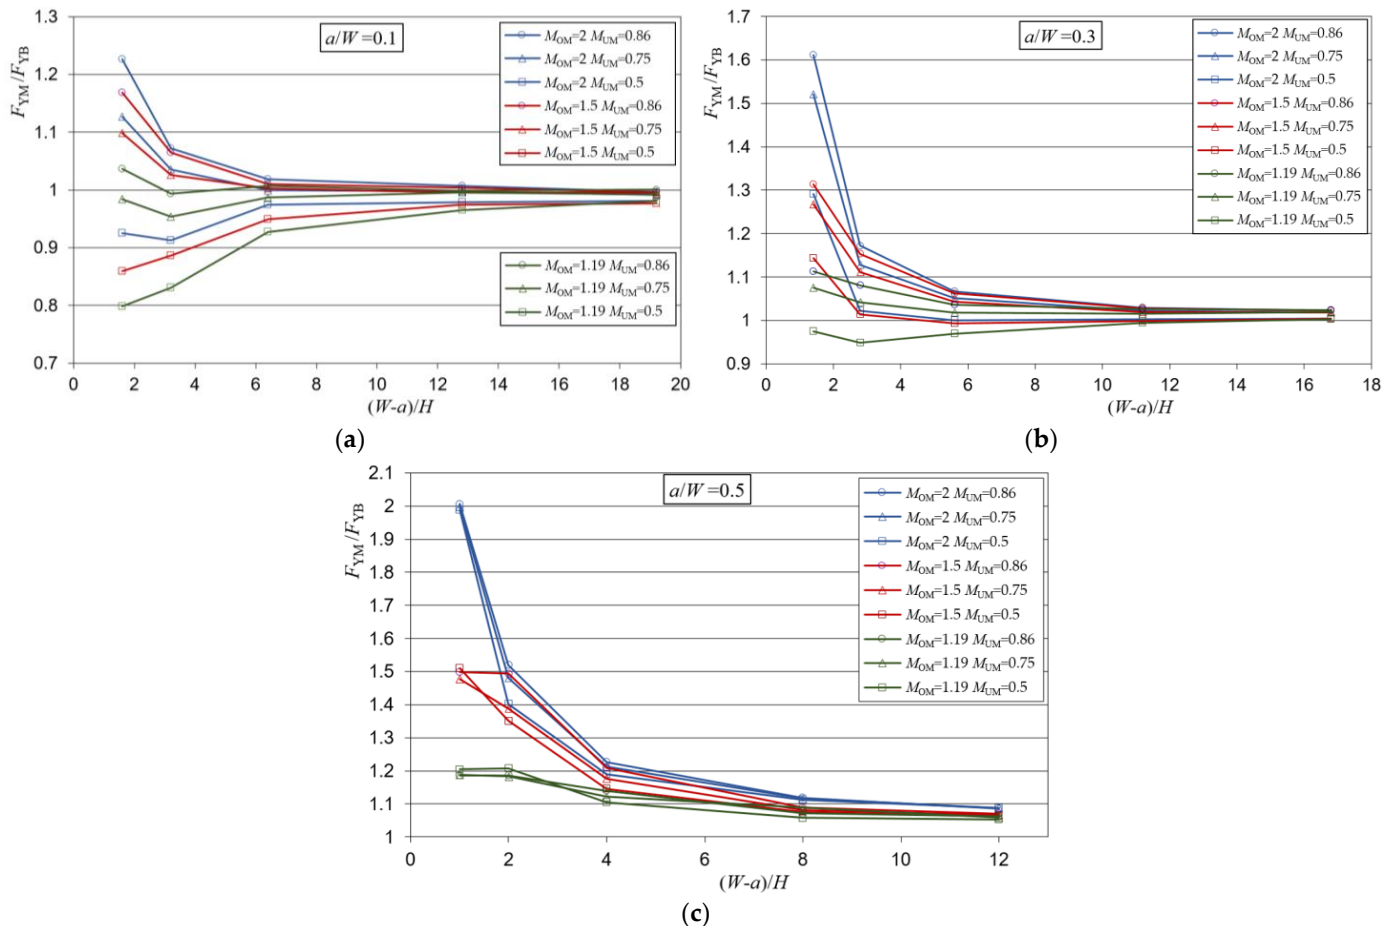 1.3
1.2
1.1
1
0.9
0.8
0.7
F_YM/F_YB
a/W =0.1
M_OM=2 M_UM=0.86
M_OM=2 M_UM=0.75
M_OM=2 M_UM=0.5
M_OM=1.5 M_UM=0.86
M_OM=1.5 M_UM=0.75
M_OM=1.5 M_UM=0.5
M_OM=1.19 M_UM=0.86
M_OM=1.19 M_UM=0.75
M_OM=1.19 M_UM=0.5
0 2 4 6 8 10 12 14 16 18 20
(W-a)/H
(a)
1.7
1.6
1.5
1.4
1.3
1.2
1.1
1
0.9
F_YM/F_YB
a/W =0.3
M_OM=2 M_UM=0.86
M_OM=2 M_UM=0.75
M_OM=2 M_UM=0.5
M_OM=1.5 M_UM=0.86
M_OM=1.5 M_UM=0.75
M_OM=1.5 M_UM=0.5
M_OM=1.19 M_UM=0.86
M_OM=1.19 M_UM=0.75
M_OM=1.19 M_UM=0.5
0 2 4 6 8 10 12 14 16 18
(W-a)/H
(b)
2.1
2
1.9
1.8
1.7
1.6
1.5
1.4
1.3
1.2
1.1
1
F_YM/F_YB
a/W =0.5
M_OM=2 M_UM=0.86
M_OM=2 M_UM=0.75
M_OM=2 M_UM=0.5
M_OM=1.5 M_UM=0.86
M_OM=1.5 M_UM=0.75
M_OM=1.5 M_UM=0.5
M_OM=1.19 M_UM=0.86
M_OM=1.19 M_UM=0.75
M_OM=1.19 M_UM=0.5
0 2 4 6 8 10 12
(W-a)/H
(c)